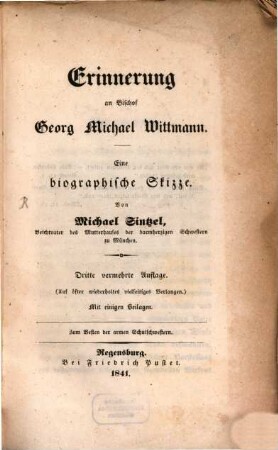 Erinnerung
an Bischof
Georg Michael Wittmann.
Eine
biographische Skizze.
Von
Michael Sintzel,
Beichtvater des Mutterhauses der barmherzigen Schwestern
zu München.
Dritte vermehrte Auflage.
(Auf öfter wiederholtes vielseitiges Verlangen.)
Mit einigen Beilagen.
Zum Besten der armen Schulschwestern.
Regensburg.
Bei Friedrich Pustet.
1841.